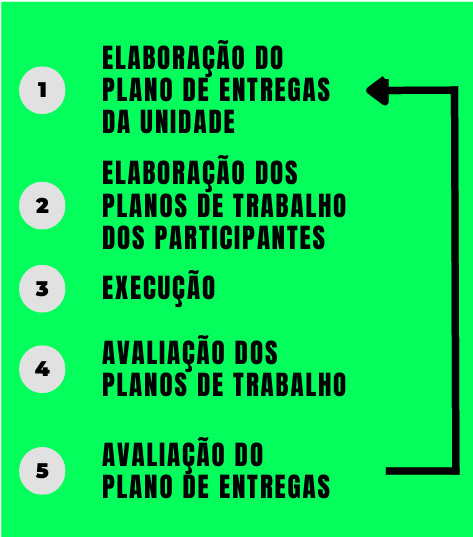 1
ELABORAÇÃO DO
PLANO DE ENTREGAS
DA UNIDADE
2
ELABORAÇÃO DOS
PLANOS DE TRABALHO
DOS PARTICIPANTES
3
EXECUÇÃO
4
AVALIAÇÃO DOS
PLANOS DE TRABALHO
5
AVALIAÇÃO DO
PLANO DE ENTREGAS